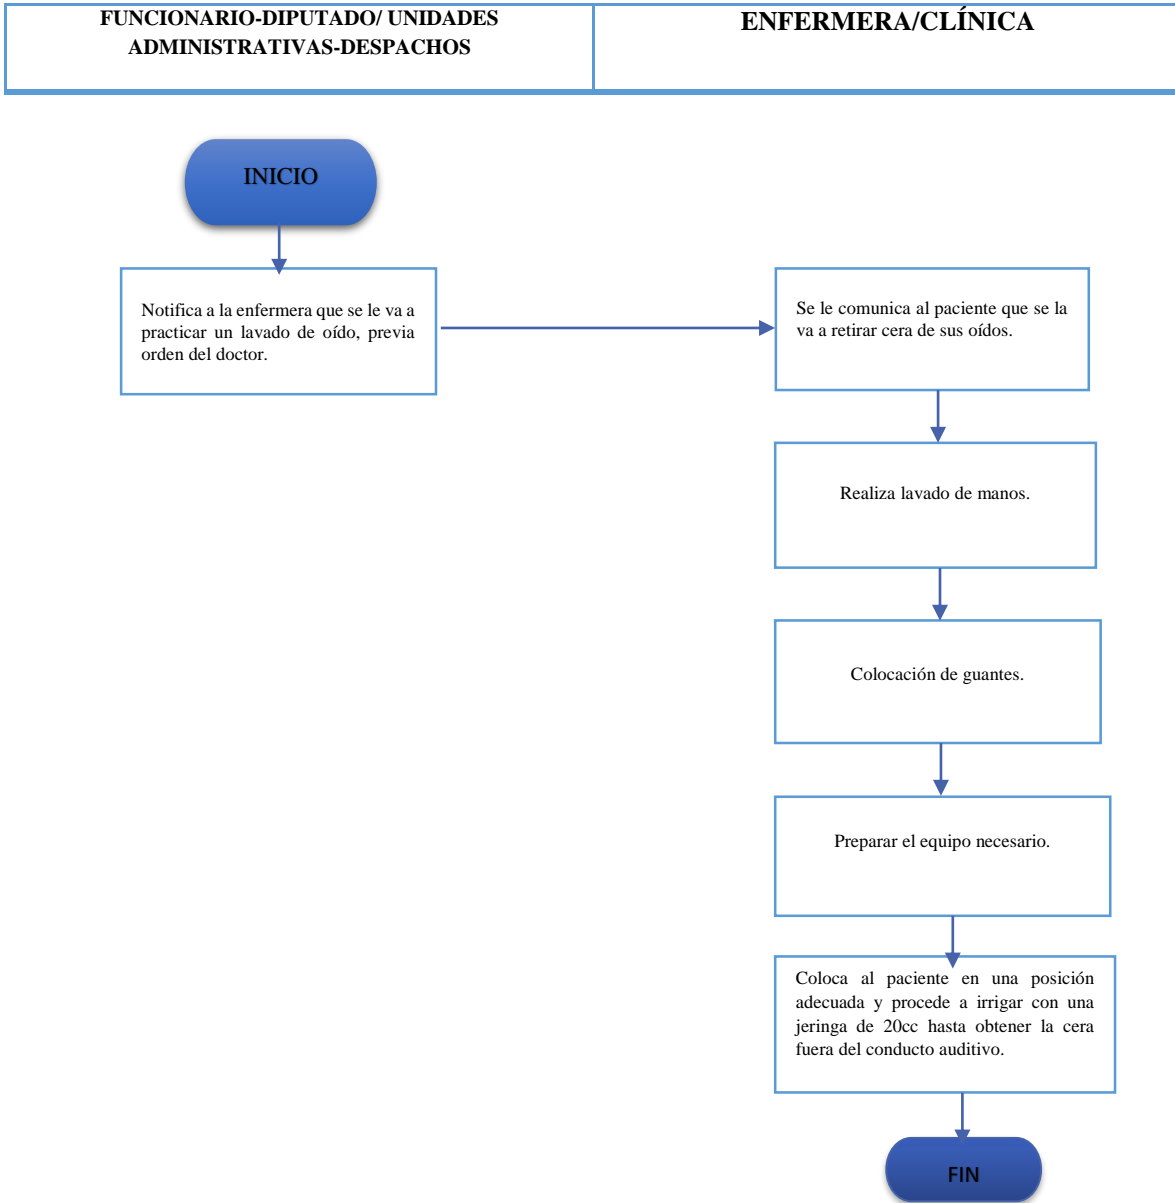 FUNCIONARIO-DIPUTADO/ UNIDADES
ADMINISTRATIVAS-DESPACHOS
ENFERMERA/CLÍNICA
INICIO
Notifica a la enfermera que se le va a
practicar un lavado de oído, previa
orden del doctor.
Se le comunica al paciente que se la
va a retirar cera de sus oídos.
Realiza lavado de manos.
Colocación de guantes.
Preparar el equipo necesario.
Coloca al paciente en una posición
adecuada y procede a irrigar con una
jeringa de 20cc hasta obtener la cera
fuera del conducto auditivo.
FIN